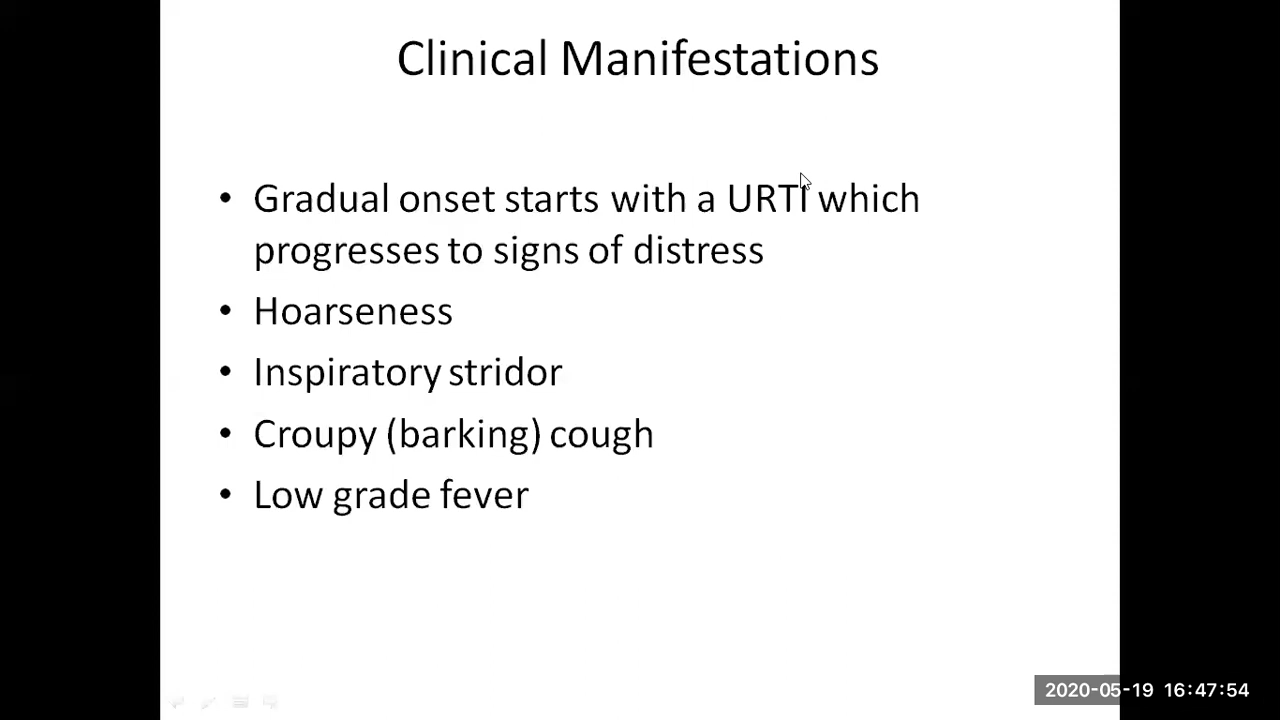 Clinical Manifestations
• Gradual onset starts with a URTI which
progresses to signs of distress
• Hoarseness
• Inspiratory stridor
• Croupy (barking) cough
• Low grade fever
2020-05-19 16:47:54